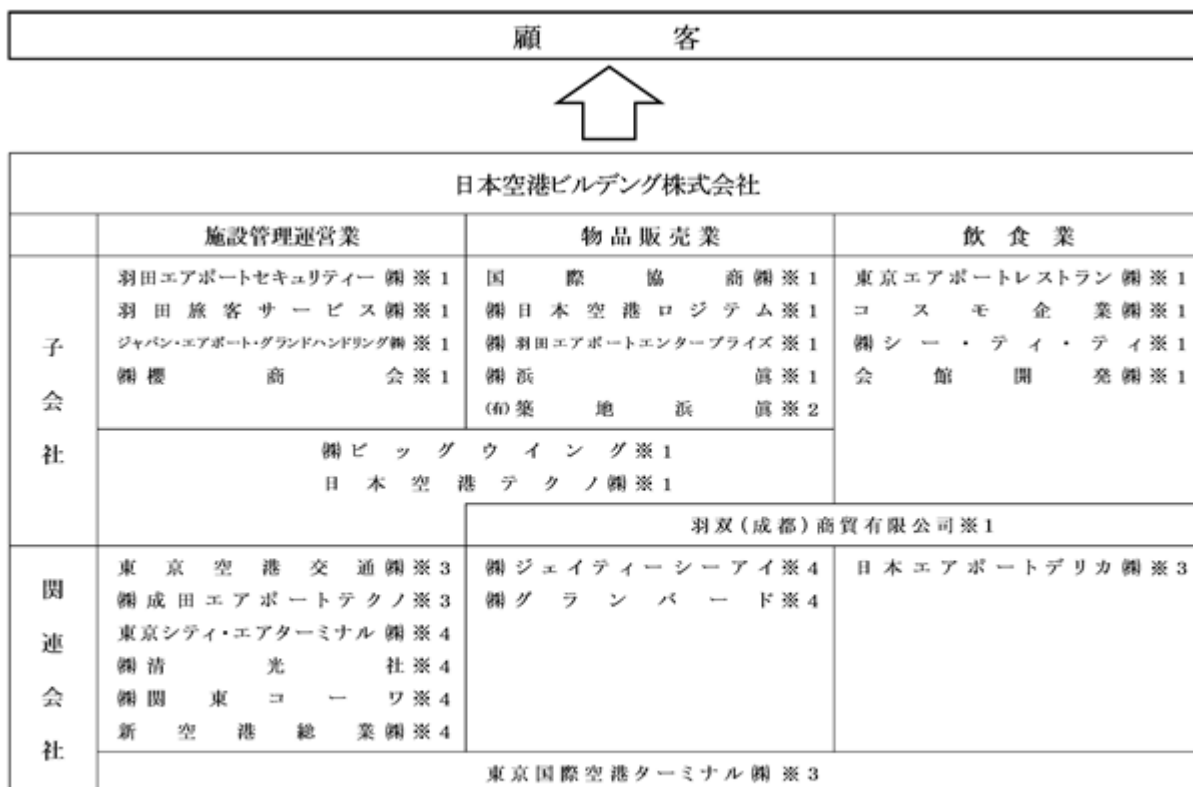 顧客
日本空港ビルデング株式会社
施設管理運営業 物品販売業 飲食業
子会社
羽田エアポートセキュリティー㈱※1
羽田旅客サービス㈱※1
ジャパン・エアポート・グランドハンドリング㈱※1
㈱櫻商会※1
国際協商㈱※1
㈱日本空港ロジテム※1
㈱羽田エアポートエンタープライズ※1
㈱浜眞※1
㈲築地浜眞※2
東京エアポートレストラン㈱※1
コスモ企業㈱※1
㈱シー・ティ・ティ※1
会館開発㈱※1
㈱ビッグウイング※1
日本空港テクノ㈱※1
羽双(成都)商貿有限公司※1
関連会社
東京空港交通㈱※3
㈱成田エアポートテクノ※3
東京シティ・エアターミナル㈱※4
㈱清光社※4
㈱関東コーワ※4
新空港総業㈱※4
㈱ジェイティーシーアイ※4
㈱グランバード※4
日本エアポートデリカ㈱※3
東京国際空港ターミナル㈱※3